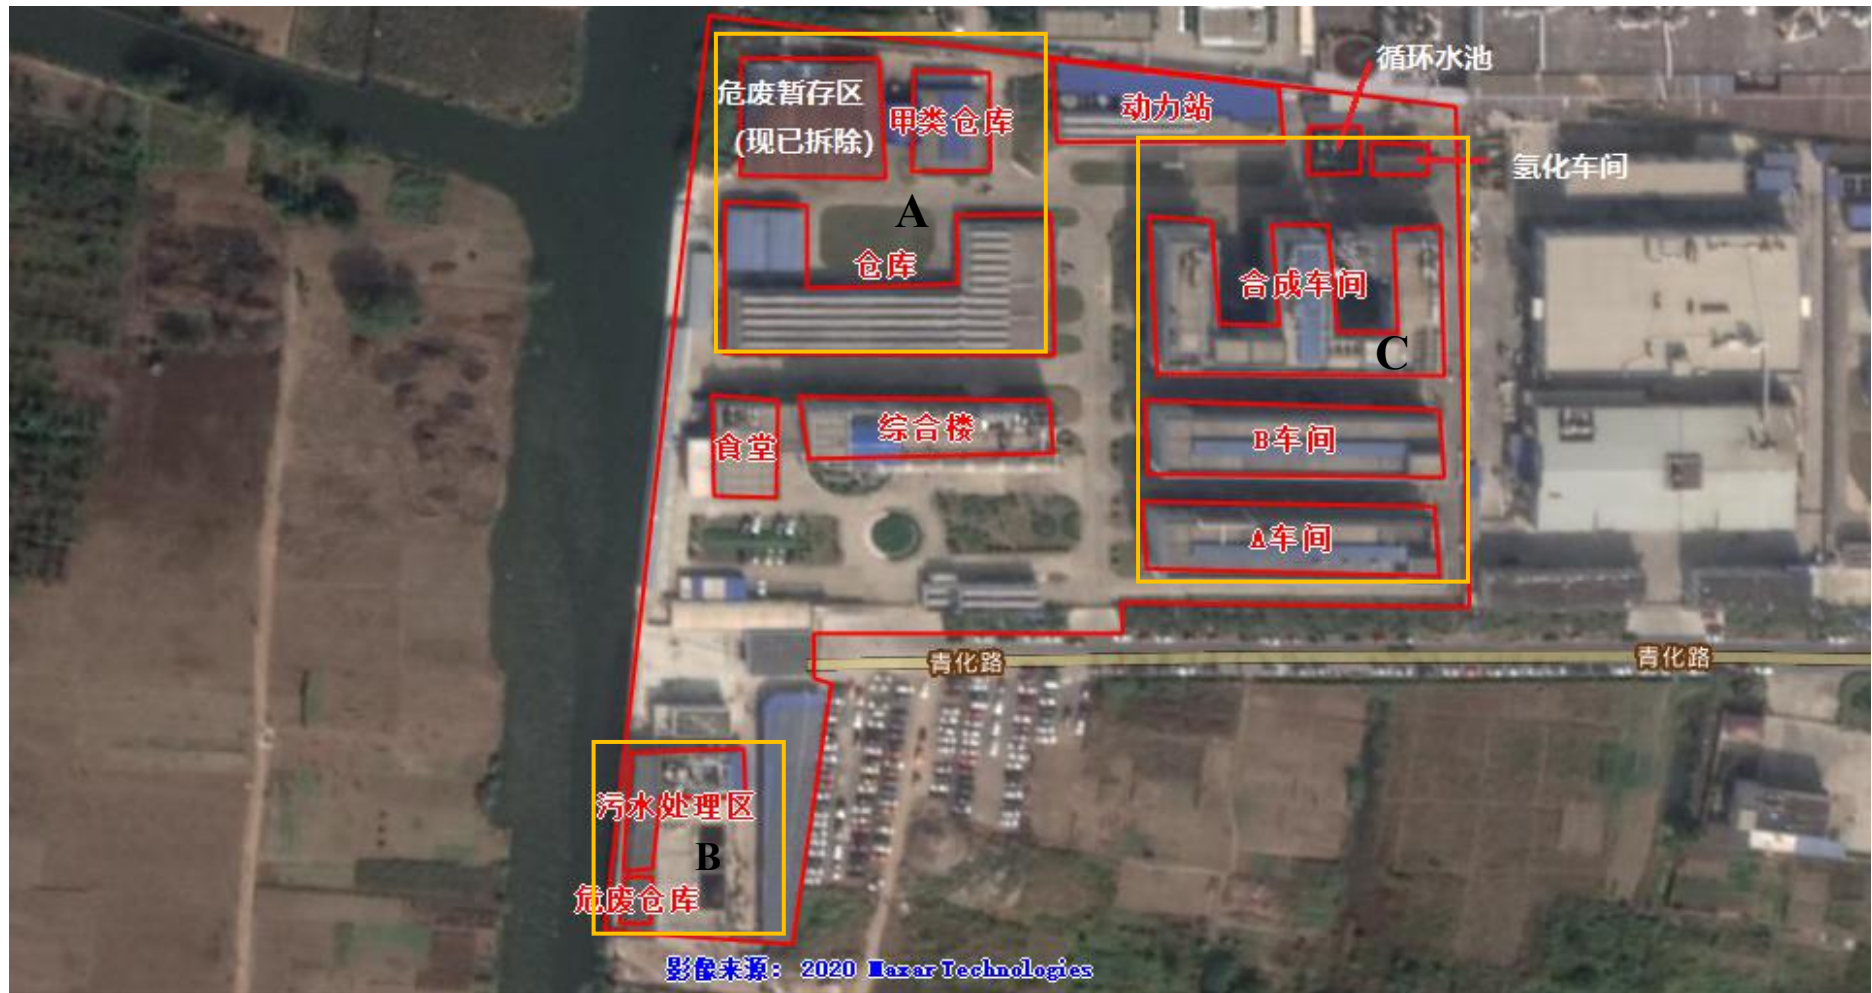 循环水池
危废暂存区
(现已拆除)
甲类仓库
动力站
氢化车间
A
仓库
合成车间
C
食堂
综合楼
B车间
A车间
青化路
青化路
污水处理区
B
危废仓库
影像来源： 2020 Maxar Technologies